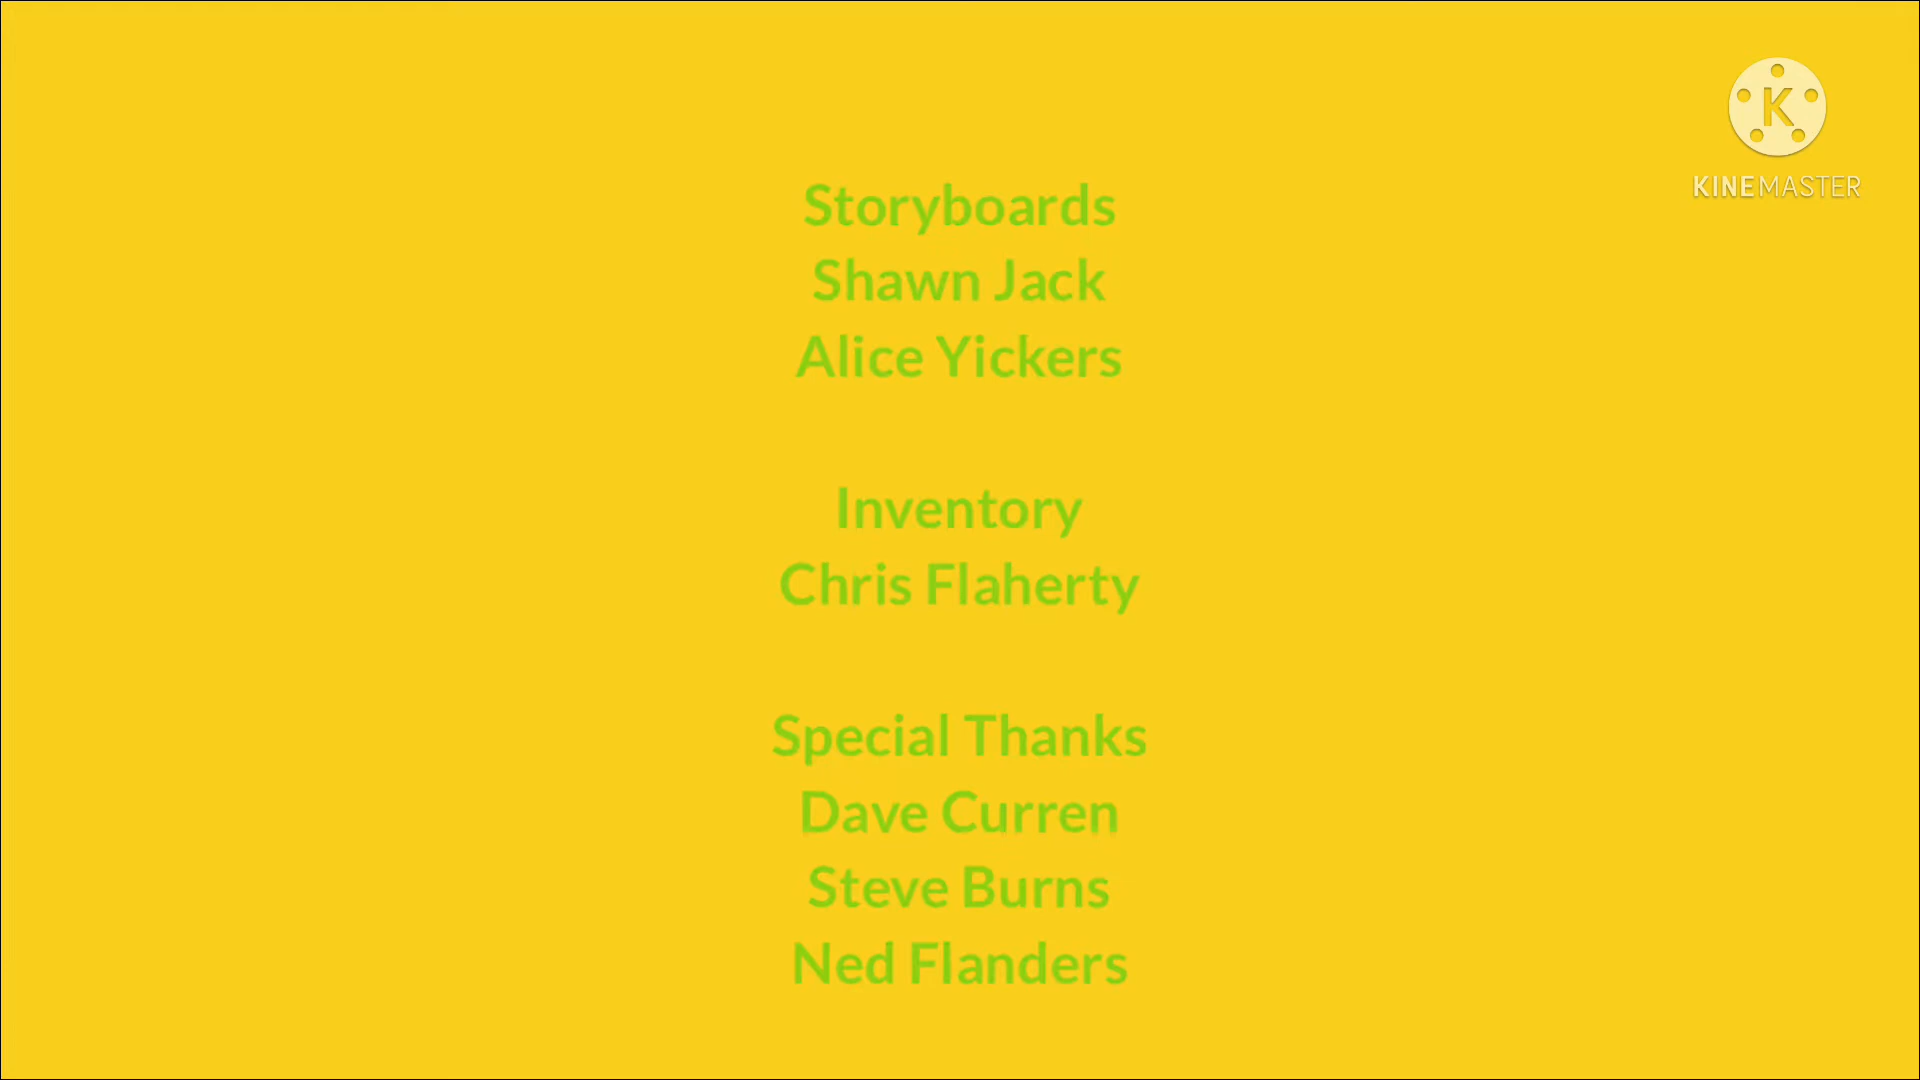 K
KINEMASTER
Storyboards
Shawn Jack
Alice Yickers
Inventory
Chris Flaherty
Special Thanks
Dave Curren
Steve Burns
Ned Flanders